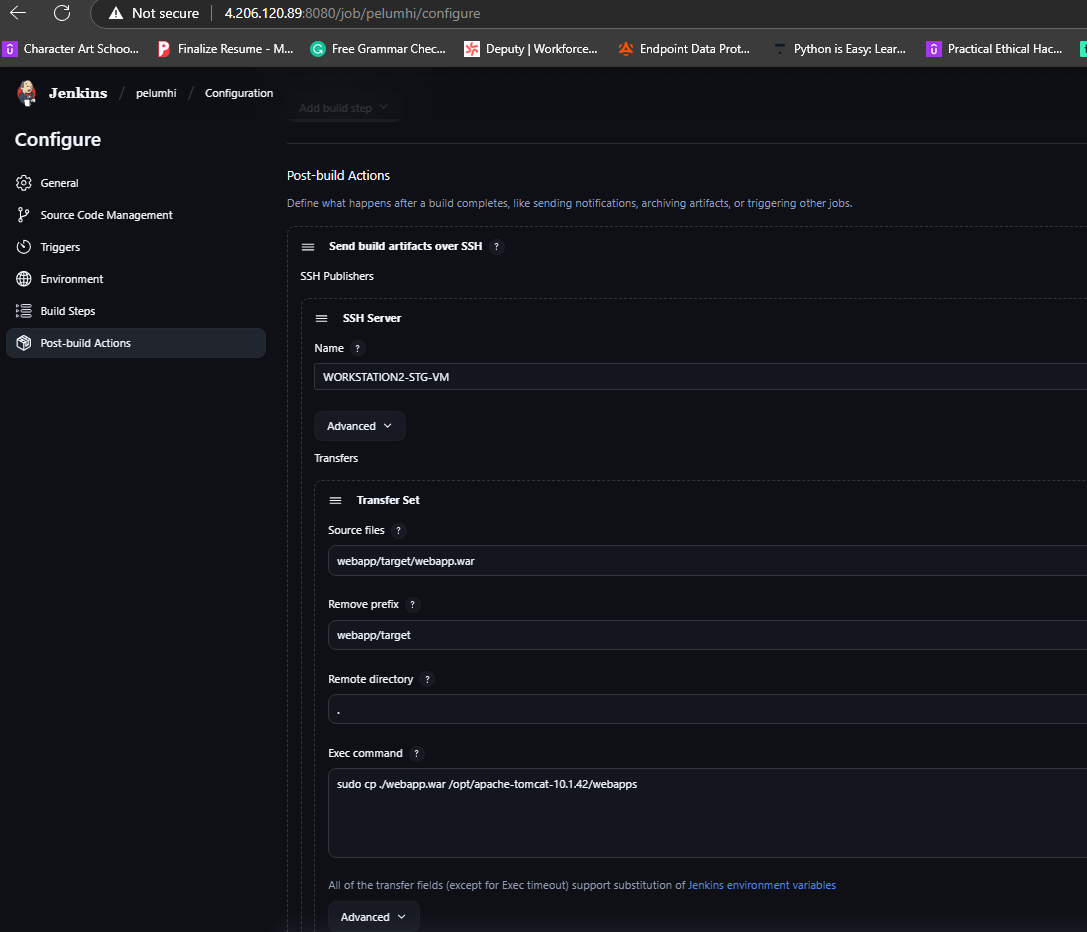 Not secure 4.206.120.89:8080/job/pelumhi/configure
Character Art Schoo... Finalize Resume - M... Free Grammar Chec... Deputy | Workforce... Endpoint Data Prot... Python is Easy: Lear... Practical Ethical Hac...
Jenkins / pelumhi / Configuration
Add build step
Configure
General
Source Code Management
Triggers
Environment
Build Steps
Post-build Actions
Post-build Actions
Define what happens after a build completes, like sending notifications, archiving artifacts, or triggering other jobs.
Send build artifacts over SSH ?
SSH Publishers
SSH Server
Name ?
WORKSTATION2-STG-VM
Advanced
Transfers
Transfer Set
Source files ?
webapp/target/webapp.war
Remove prefix ?
webapp/target
Remote directory ?
.
Exec command ?
sudo cp ./webapp.war /opt/apache-tomcat-10.1.42/webapps
All of the transfer fields (except for Exec timeout) support substitution of Jenkins environment variables
Advanced